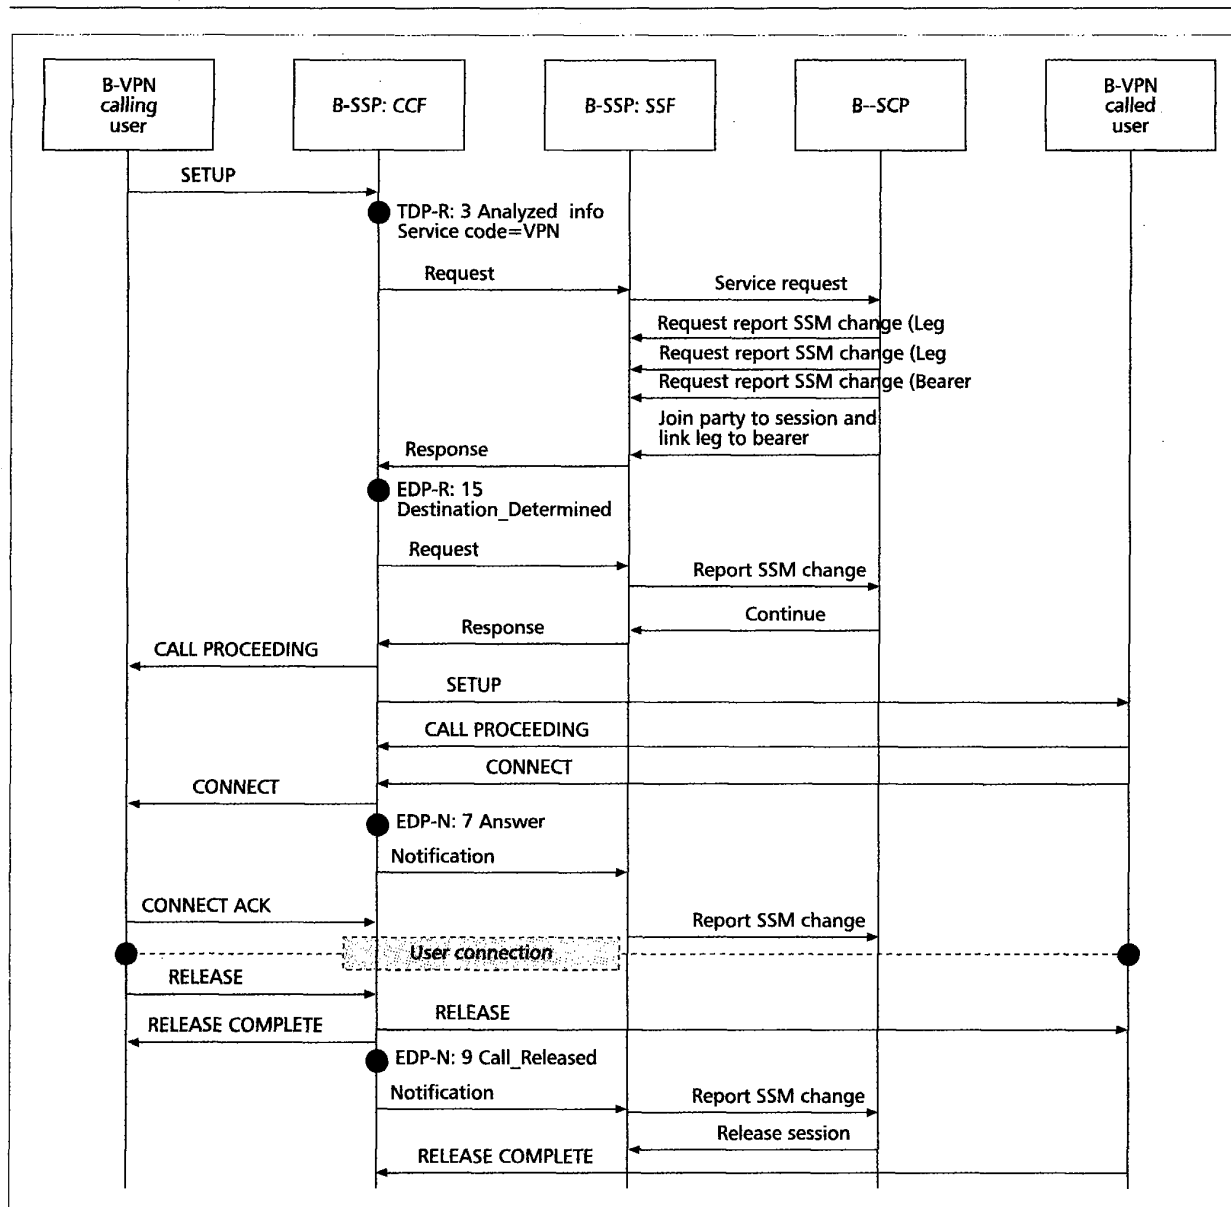 B-VPN
calling
user
B-SSP: CCF
B-SSP: SSF
B--SCP
B-VPN
called
user
SETUP
TDP-R: 3 Analyzed info
Service code=VPN
Request
Service request
Request report SSM change (Leg
Request report SSM change (Leg
Request report SSM change (Bearer
Join party to session and
link leg to bearer
Response
EDP-R: 15
Destination_Determined
Request
Report SSM change
Continue
Response
CALL PROCEEDING
SETUP
CALL PROCEEDING
CONNECT
CONNECT
EDP-N: 7 Answer
Notification
CONNECT ACK
Report SSM change
User connection
RELEASE
RELEASE
RELEASE COMPLETE
EDP-N: 9 Call_Released
Notification
Report SSM change
Release session
RELEASE COMPLETE